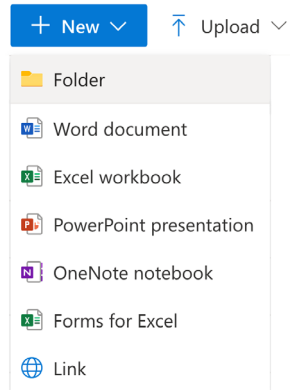 New
Upload
Folder
Word document
Excel workbook
PowerPoint presentation
OneNote notebook
Forms for Excel
Link